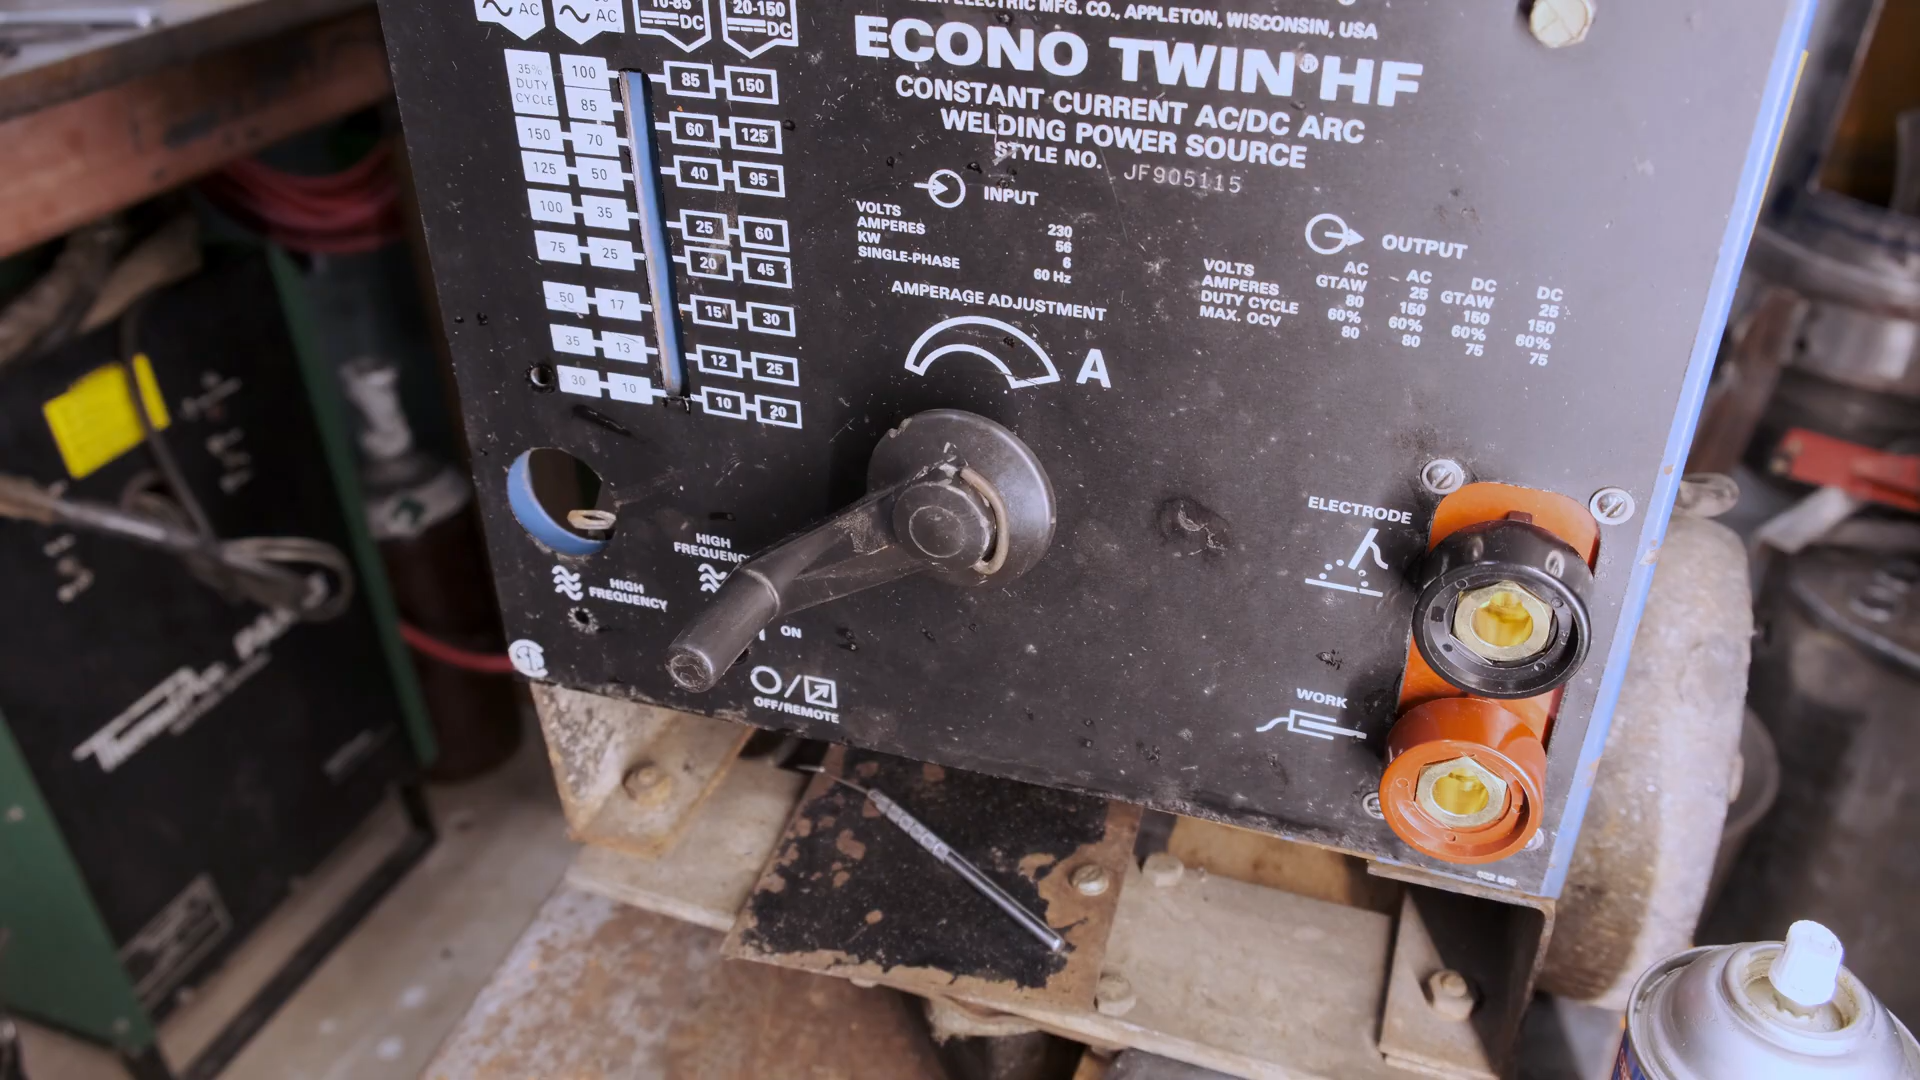 ELECTRIC MFG. CO., APPLETON, WISCONSIN, USA
ECONO TWIN® HF
CONSTANT CURRENT AC/DC ARC
WELDING POWER SOURCE
STYLE NO. JF905115
AC AC 10-85 DC 20-150 DC
35% DUTY CYCLE 100 85 150
85
150 70 60 125
125 50 40 95
100 35 25 60
75 25 20 45
50 17 15 30
35 13 12 25
30 10 10 20
INPUT
VOLTS 230
AMPERES 56
KW 6
SINGLE-PHASE 60 Hz
OUTPUT
AC AC DC DC
VOLTS GTAW 25 GTAW 25
AMPERES 80 150 150 150
DUTY CYCLE 60% 60% 60% 60%
MAX. OCV 80 80 75 75
AMPERAGE ADJUSTMENT
A
HIGH
FREQUENCY
HIGH
FREQUENCY
ON
OFF/REMOTE
ELECTRODE
WORK